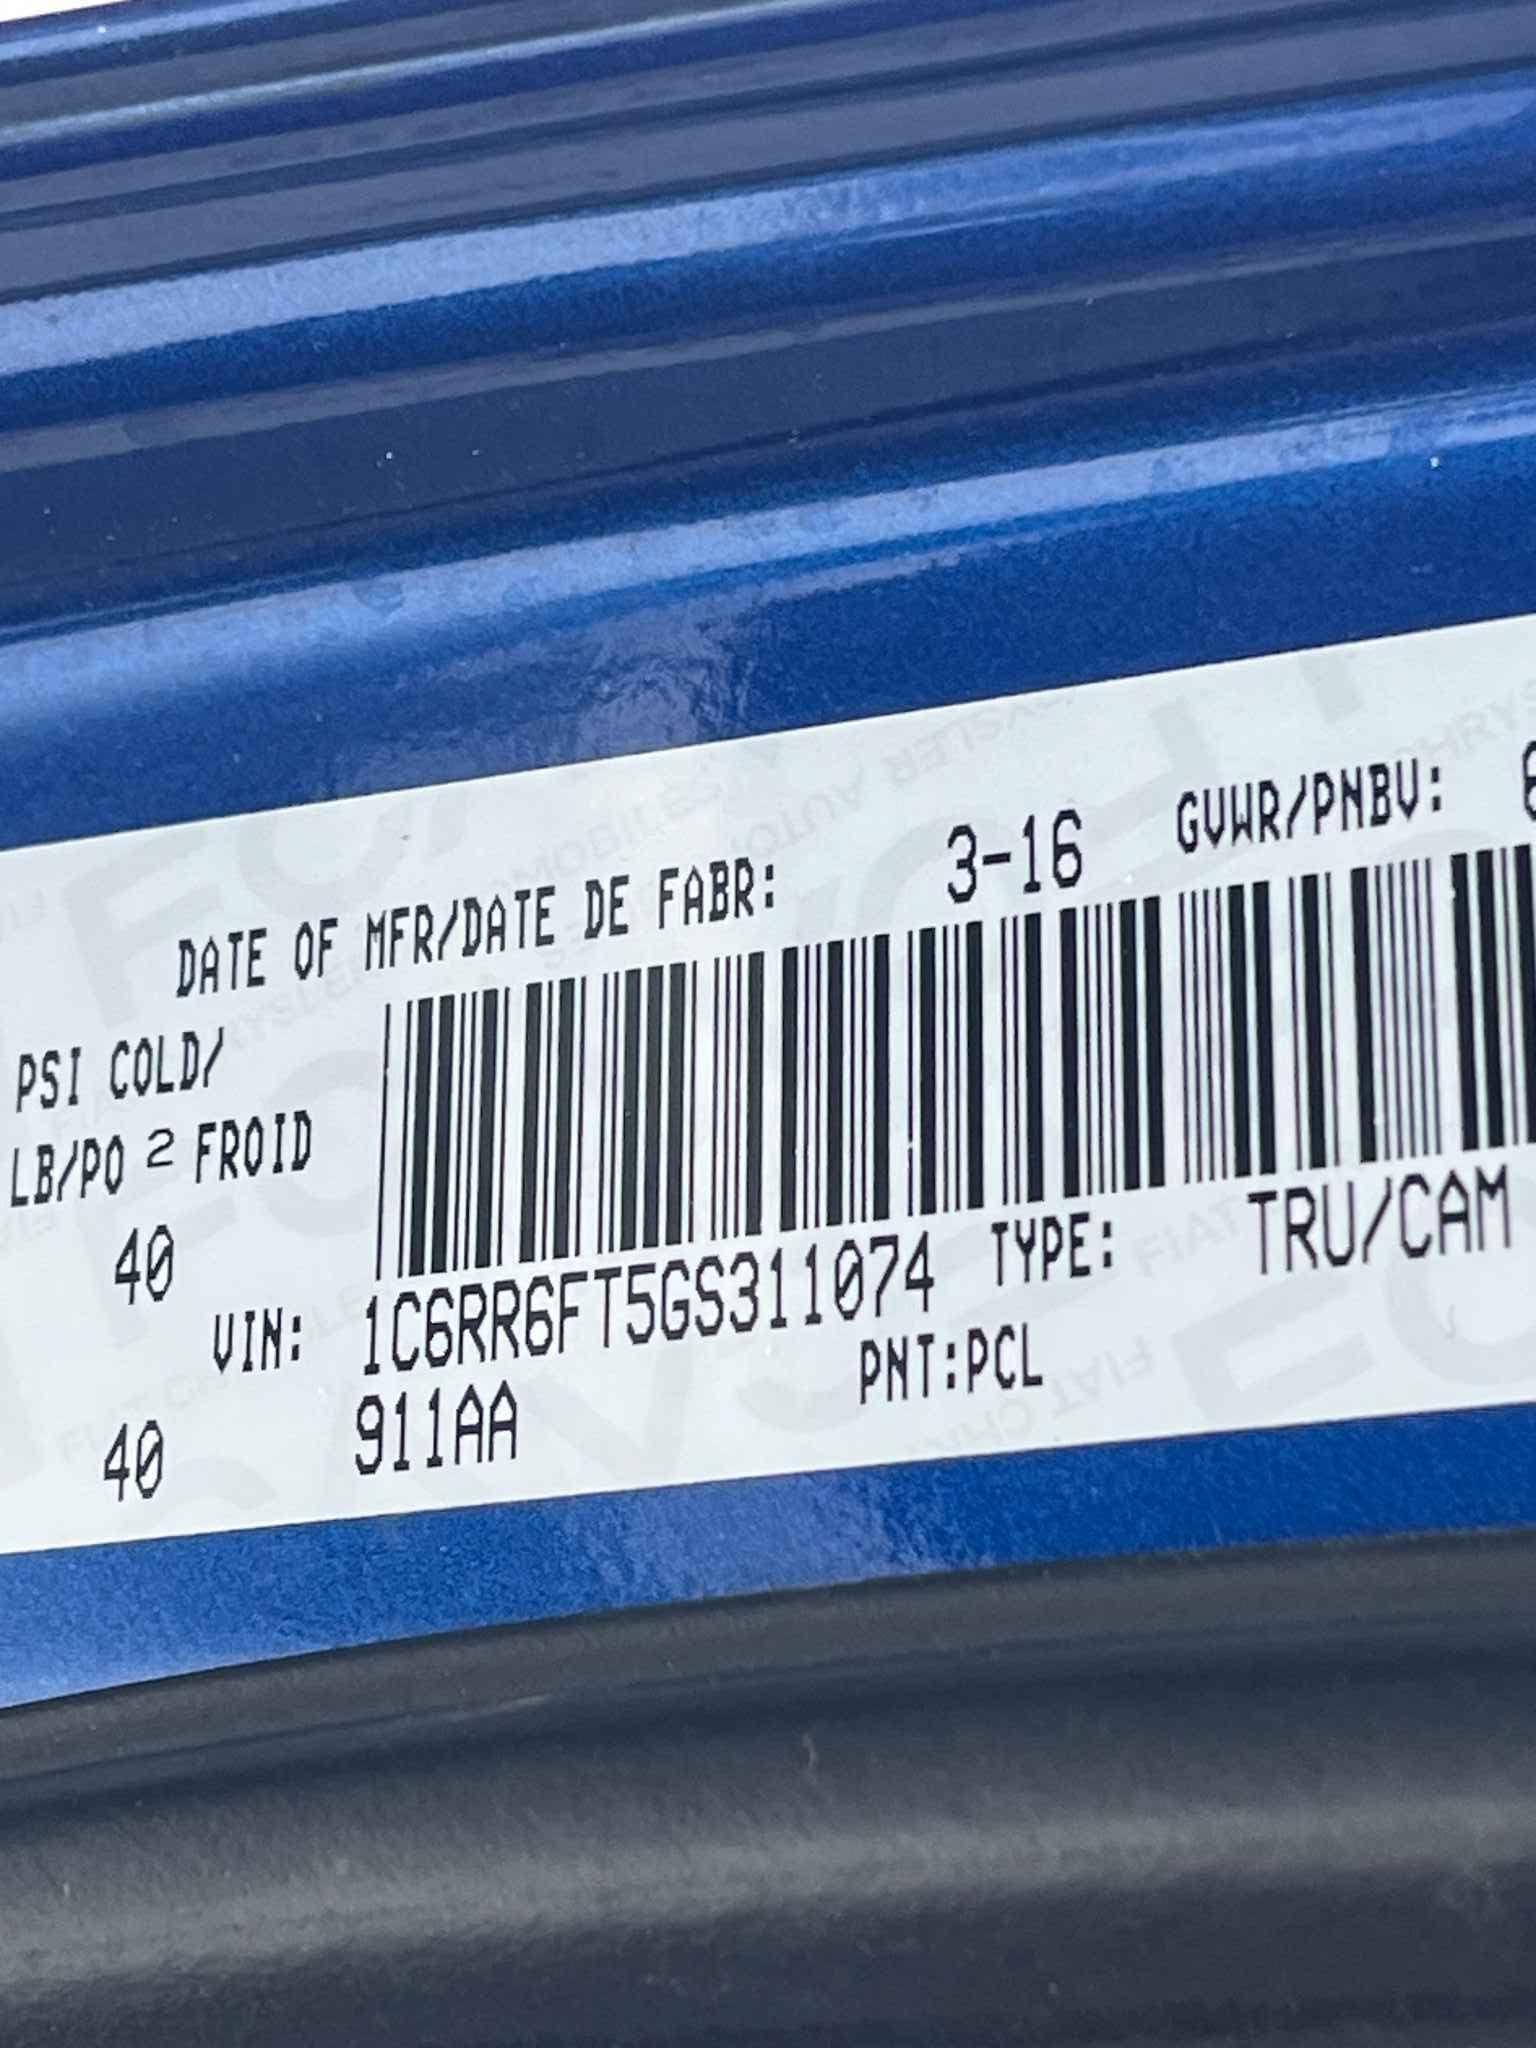 DATE OF MFR/DATE DE FABR: 3-16 GVWR/PNBV:
PSI COLD/
LB/PO 2 FROID
40
VIN: 1C6RR6FT5GS311074 TYPE: TRU/CAM
40
911AA PNT:PCL